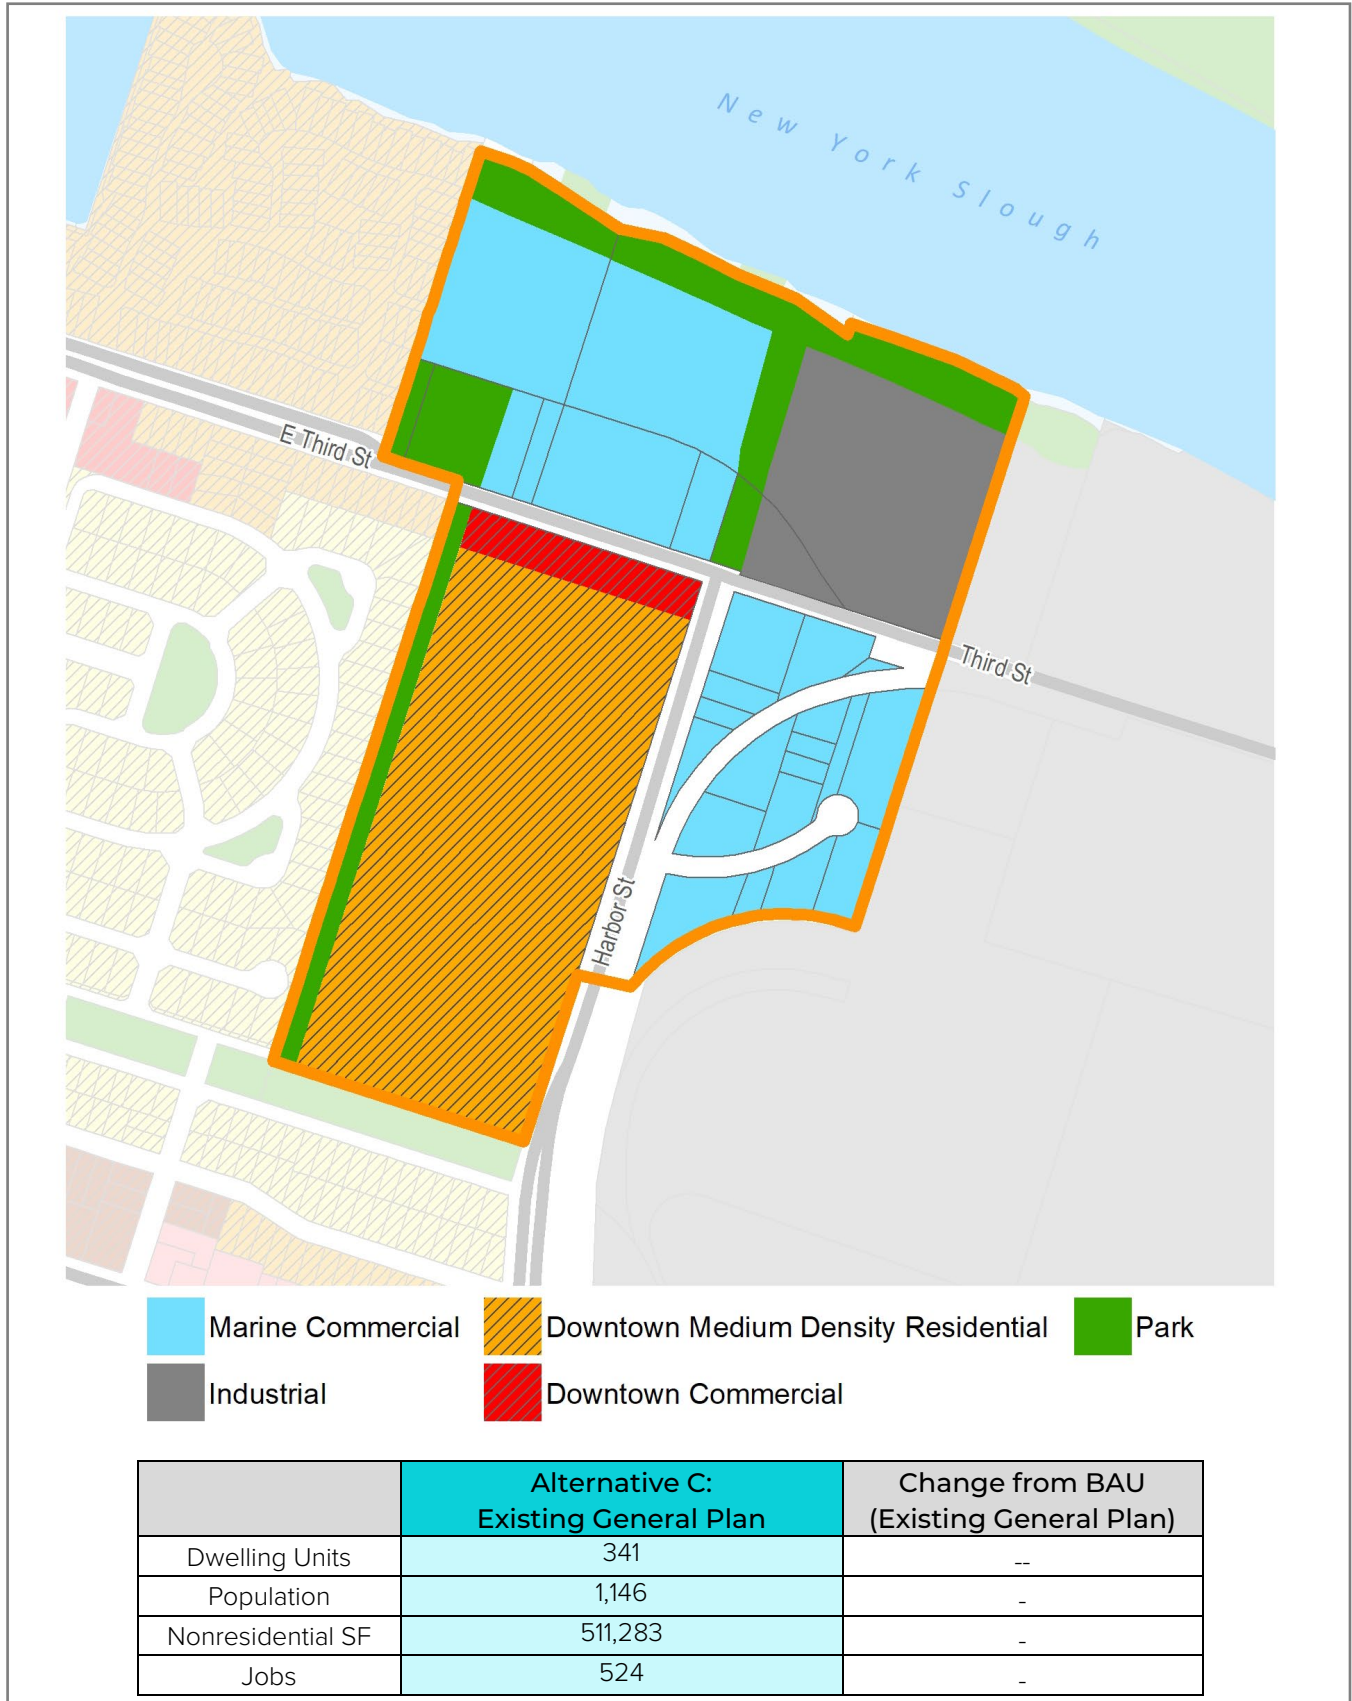 New York Slough
E Third St
Third St
Harbor St
Marine Commercial
Downtown Medium Density Residential
Park
Industrial
Downtown Commercial
Alternative C:
Existing General Plan
Change from BAU
(Existing General Plan)
Dwelling Units 341 --
Population 1,146 -
Nonresidential SF 511,283 -
Jobs 524 -